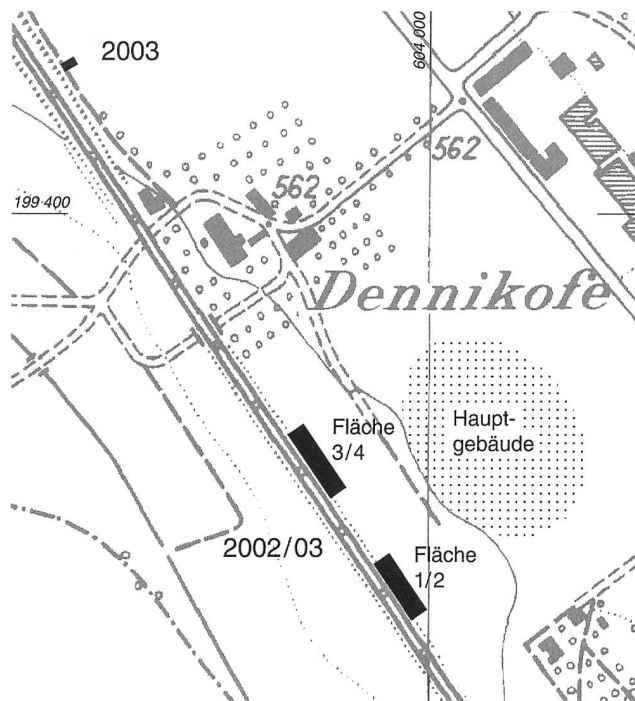 2003
604 000
562
562
199·400
Dennikofe
Fläche
3/4
Haupt-
gebäude
2002/03
Fläche
1/2